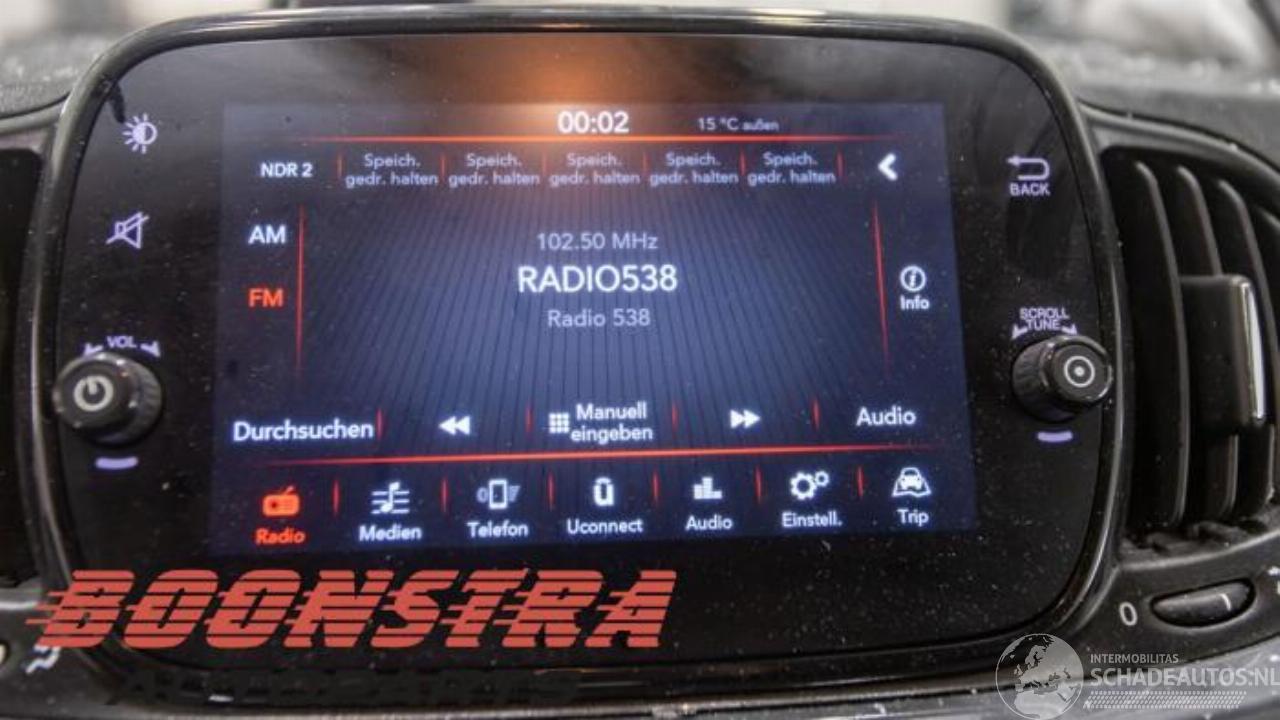 00:02
15 °C außen
NDR 2
Speich. gedr. halten
Speich. gedr. halten
Speich. gedr. halten
Speich. gedr. halten
Speich. gedr. halten
BACK
AM
102.50 MHz
RADIO538
FM
Info
Radio 538
SCROLL
TUNE
VOL
Durchsuchen
Manuell
eingeben
Audio
Radio
Medien
Telefon
Uconnect
Audio
Einstell.
Trip
BOONSTRA
0
1
INTERMOBILITAS
SCHADEAUTOS.NL